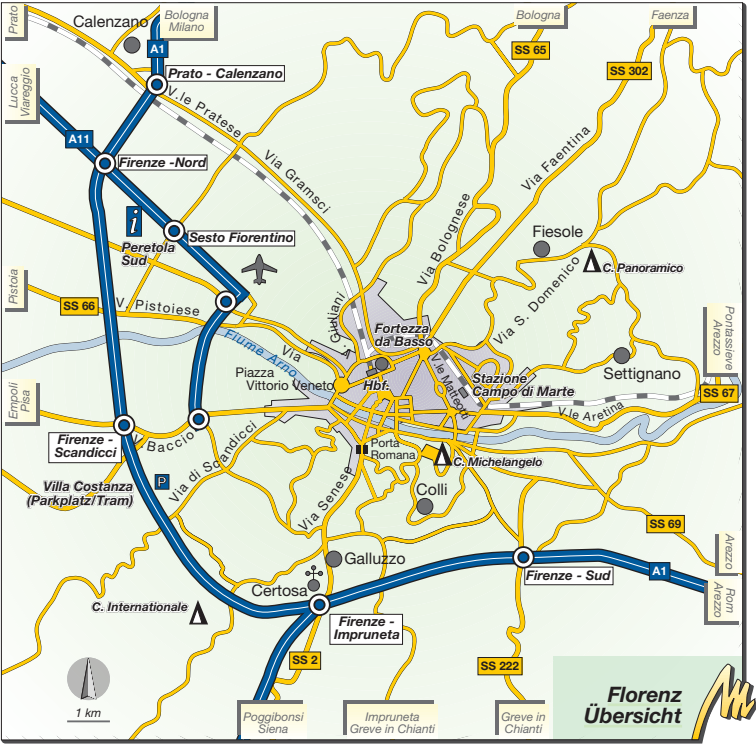 Prato
Bologna
Milano
Bologna
Faenza
Calenzano
A1
SS 65
SS 302
Lucca
Viareggio
Prato - Calenzano
V.le Pratese
A11
Firenze -Nord
Via Gramsci
Via Faentina
i
Peretola
Sud
Sesto Fiorentino
Via Bolognese
Fiesole
C. Panoramico
Pistoia
SS 66
V. Pistoiese
Giuliani
Via S. Domenico
Fiume Arno
Via
Fortezza
da Basso
Pontassieve
Arezzo
Piazza
Vittorio Veneto
Hbf.
V.le Matteotti
Stazione
Campo di Marte
Settignano
SS 67
Empoli
Pisa
V.le Aretina
Firenze -
Scandicci
V. Baccio
Via di Scandicci
Porta
Romana
C. Michelangelo
Villa Costanza
(Parkplatz/Tram)
P
Via Senese
Colli
SS 69
Galluzzo
Certosa
Arezzo
Firenze - Sud
A1
Rom
Arezzo
C. Internationale
Firenze -
Impruneta
SS 2
SS 222
1 km
Poggibonsi
Siena
Impruneta
Greve in Chianti
Greve in
Chianti
Florenz
Übersicht